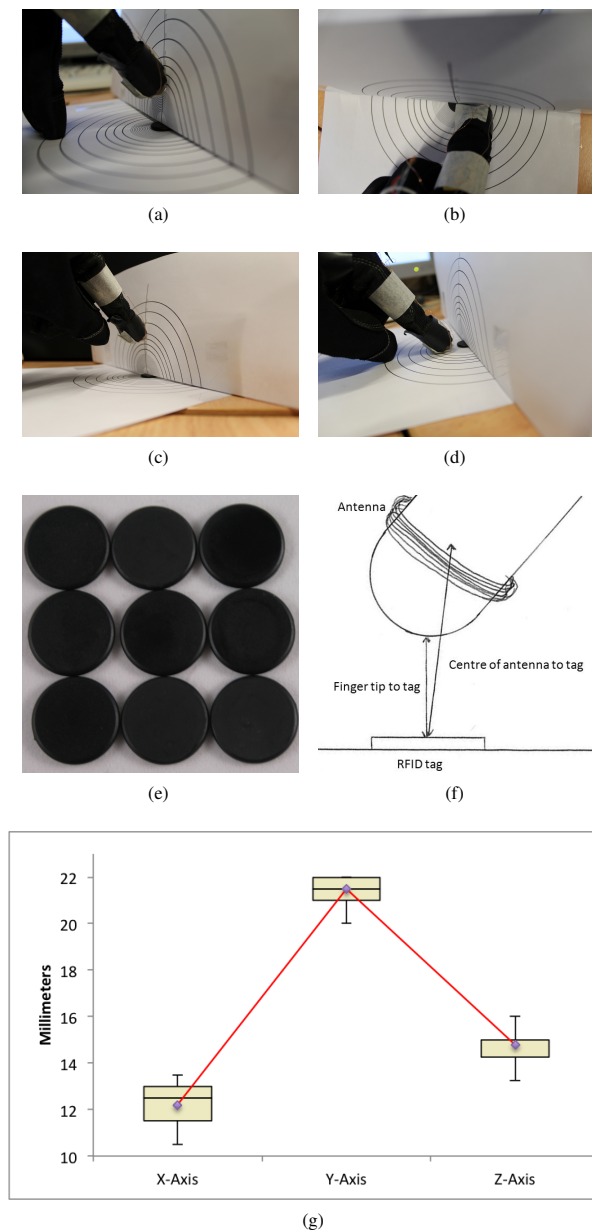 (a)
(b)
(c)
(d)
Antenna
Centre of antenna to tag
Finger tip to tag
RFID tag
(e)
(f)
Millimeters
22
20
18
16
14
12
10
X-Axis
Y-Axis
Z-Axis
(g)